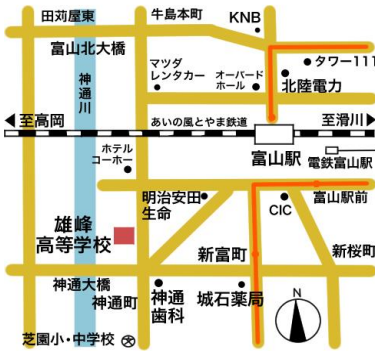 田苅屋東
牛島本町
KNB
富山北大橋
タワー111
マツダ
レンタカー
オーバード
ホール
北陸電力
神通川
至高岡
あいの風とやま鉄道
至滑川
ホテル
コーホー
富山駅
電鉄富山駅
明治安田
生命
CIC
富山駅前
雄峰
高等学校
新富町
新桜町
神通大橋
神通町
神通
歯科
城石薬局
N
芝園小・中学校
文